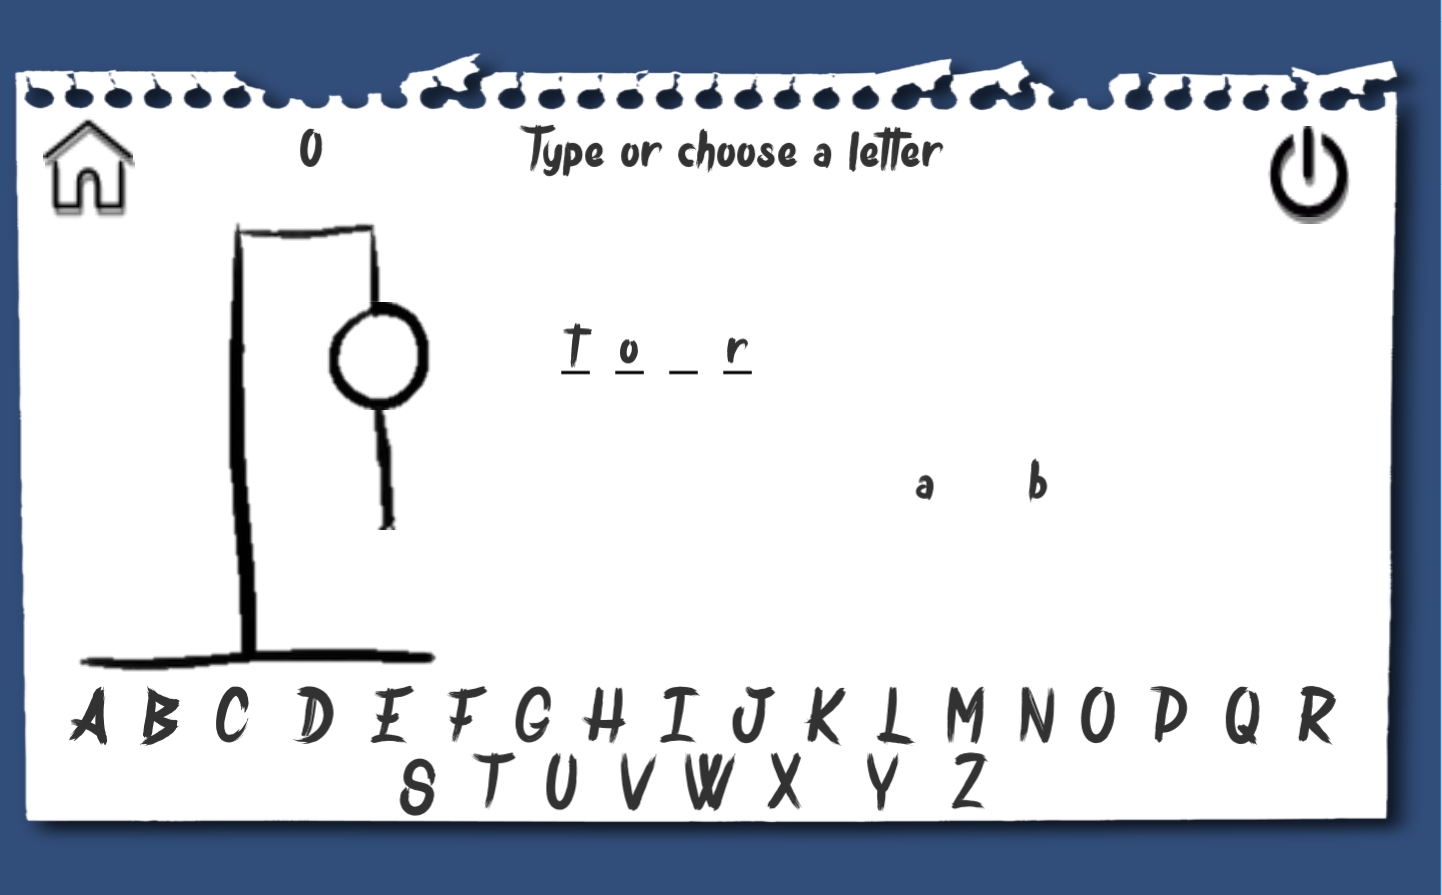 0 Type or choose a letter
T o _ r
a b
A B C D E F G H I J K L M N O P Q R
S T U V W X Y Z